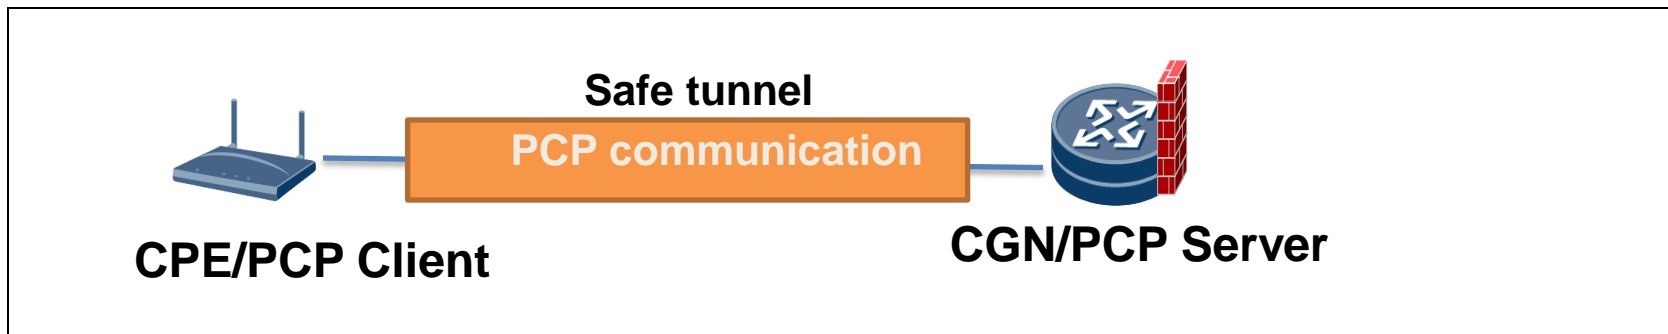 Safe tunnel
PCP communication
CPE/PCP Client
CGN/PCP Server